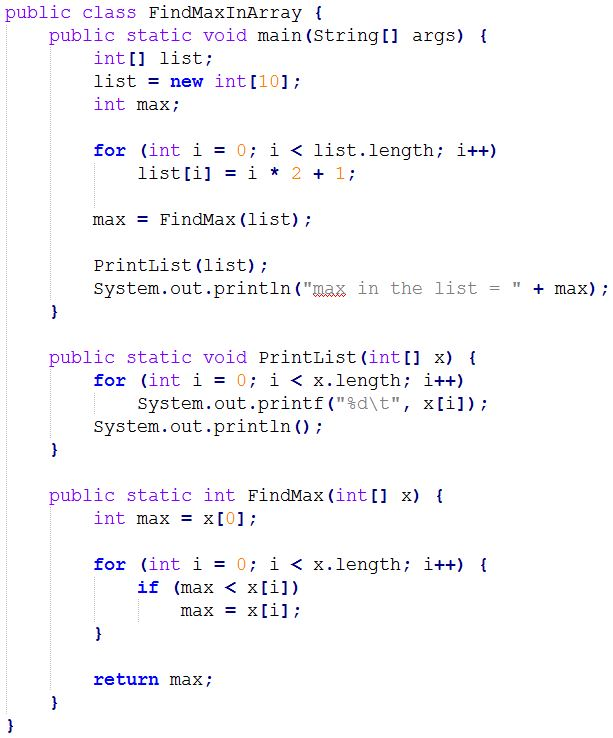 public class FindMaxInArray {
    public static void main(String[] args) {
        int[] list;
        list = new int[10];
        int max;

        for (int i = 0; i < list.length; i++)
            list[i] = i * 2 + 1;

        max = FindMax(list);

        PrintList(list);
        System.out.println("max in the list = " + max);
    }

    public static void PrintList(int[] x) {
        for (int i = 0; i < x.length; i++)
            System.out.printf("%d\t", x[i]);
        System.out.println();
    }

    public static int FindMax(int[] x) {
        int max = x[0];

        for (int i = 0; i < x.length; i++) {
            if (max < x[i])
                max = x[i];
        }

        return max;
    }
}